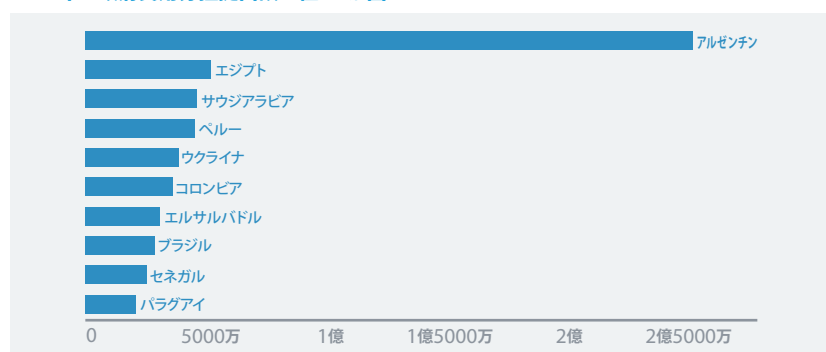 アルゼンチン
エジプト
サウジアラビア
ペルー
ウクライナ
コロンビア
エルサルバドル
ブラジル
セネガル
パラグアイ
0 5000万 1億 1億5000万 2億 2億5000万